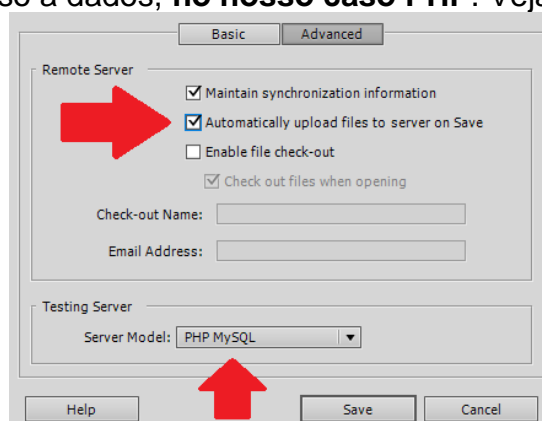 so a dados, no nosso caso PHP. Veja
Basic Advanced
Remote Server
Maintain synchronization information
Automatically upload files to server on Save
Enable file check-out
Check out files when opening
Check-out Name:
Email Address:
Testing Server
Server Model: PHP MySQL
Help Save Cancel